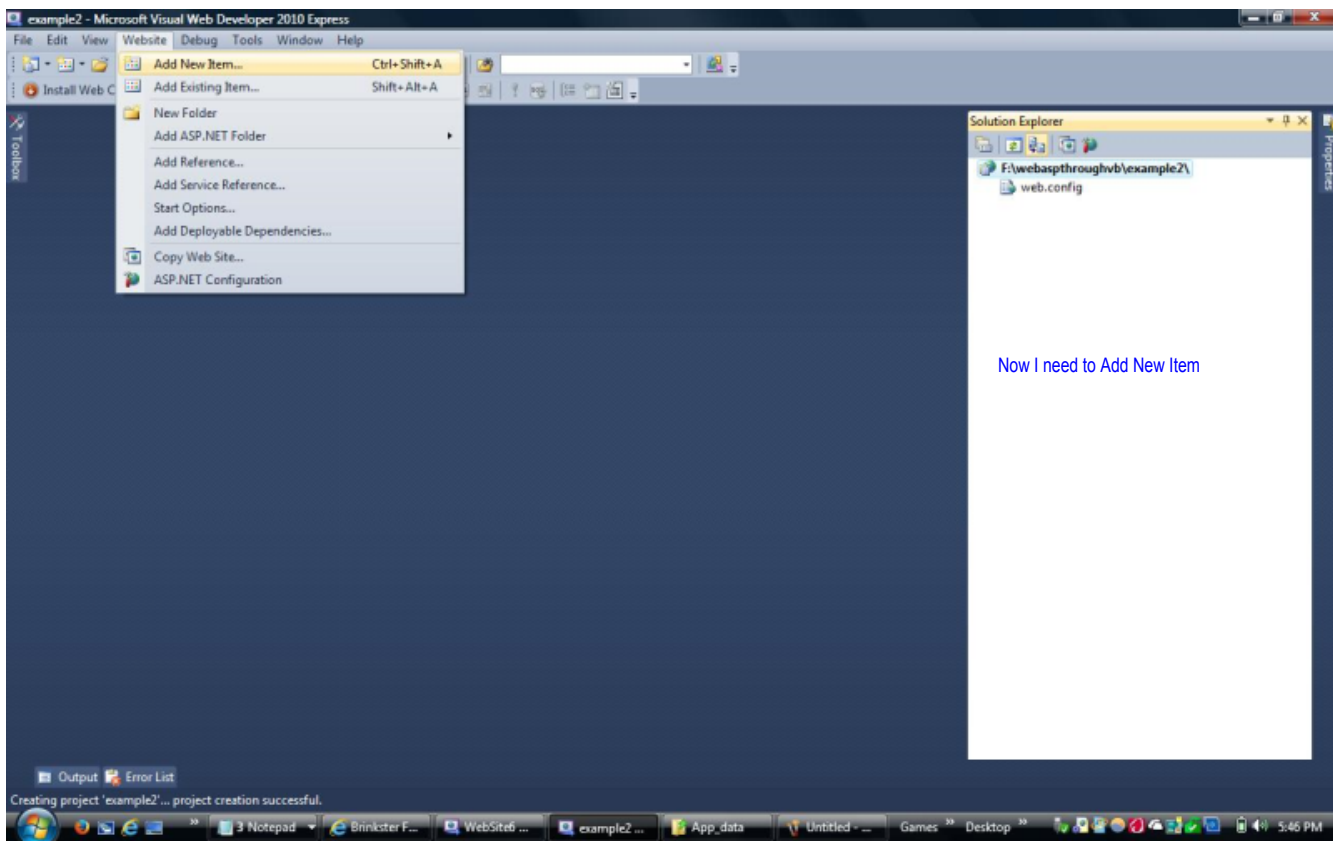 example2 - Microsoft Visual Web Developer 2010 Express
File Edit View Website Debug Tools Window Help
Add New Item... Ctrl+Shift+A
Install Web C
Add Existing Item... Shift+Alt+A
New Folder
Add ASP.NET Folder
Add Reference...
Add Service Reference...
Start Options...
Add Deployable Dependencies...
Copy Web Site...
ASP.NET Configuration
Toolbox
Solution Explorer
F:\webaspthroughvb\example2\
web.config
Properties
Now I need to Add New Item
Output Error List
Creating project 'example2'... project creation successful.
3 Notepad Brinkster F... WebSite6 ... example2 ... App_data Untitled - ... Games » Desktop » 5:46 PM